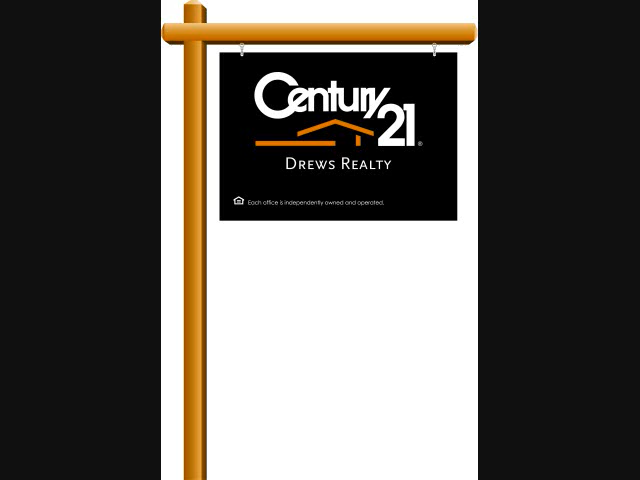 Century
21®
Drews Realty
Each office is independently owned and operated.